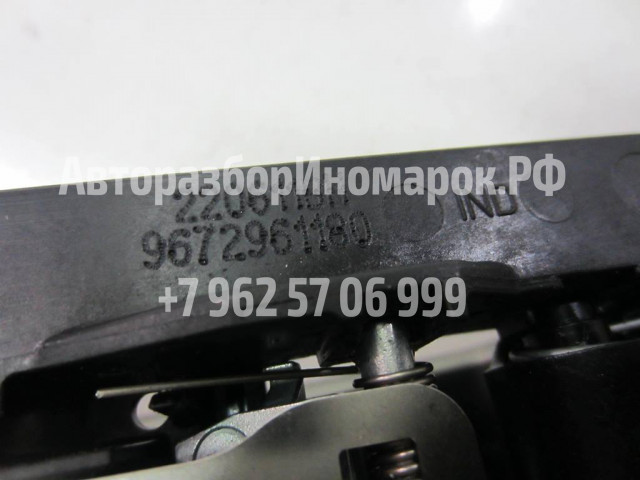 АвторазборИномарок.РФ
IND
9672961180
+7 962 57 06 999